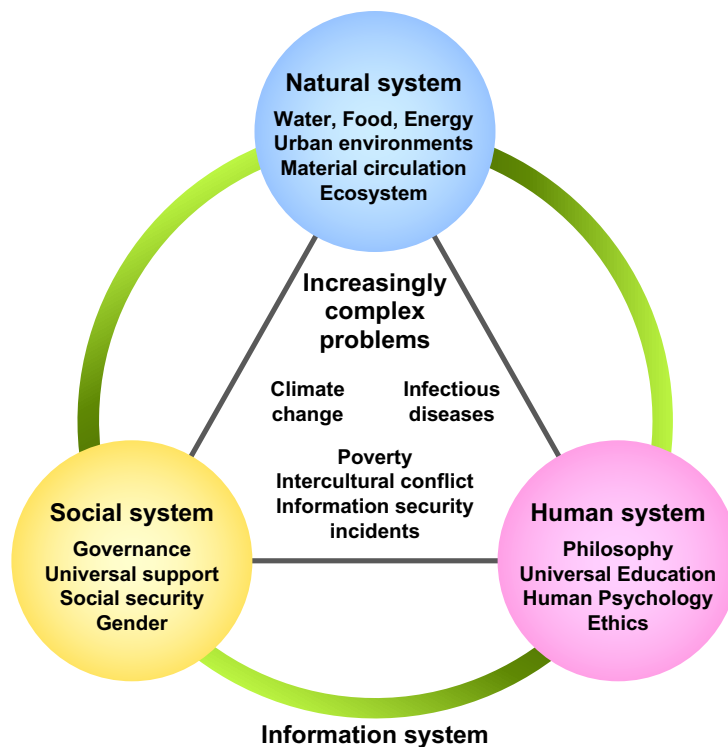 Natural system
Water, Food, Energy
Urban environments
Material circulation
Ecosystem
Increasingly
complex
problems
Climate
change
Infectious
diseases
Poverty
Intercultural conflict
Information security
incidents
Social system
Governance
Universal support
Social security
Gender
Human system
Philosophy
Universal Education
Human Psychology
Ethics
Information system